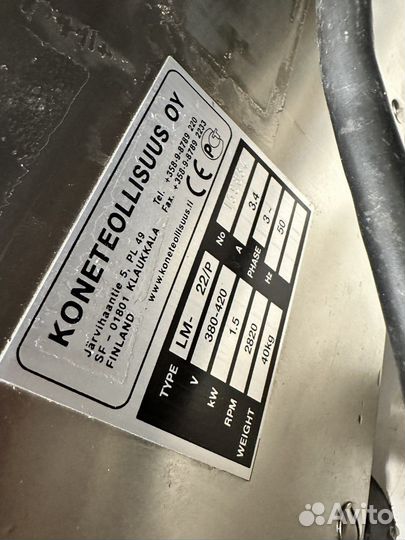 KONETEOLLISUUS OY
Järvihaantie 5, PL 49
SF - 01801 KLAUKKALA
FINLAND
Tel. +358-9-8789 220
Fax. +358-9-8789 2233
www.koneteollisuus.fi
CE
TYPE LM- 22/P No
V 380-420 A 3.4
kW 1.5 PHASE 3~
RPM 2820 Hz 50
WEIGHT 40kg
Avito